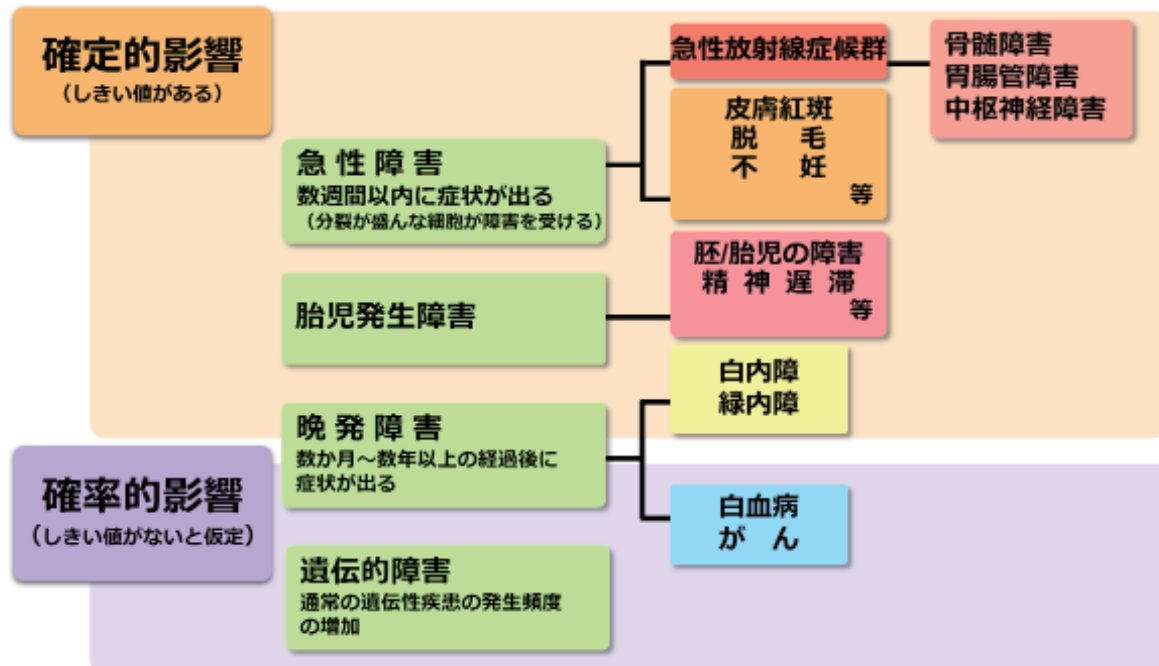 確定的影響
（しきい値がある）
急性障害
数週間以内に症状が出る
（分裂が盛んな細胞が障害を受ける）
急性放射線症候群
骨髄障害
胃腸管障害
中枢神経障害
皮膚紅斑
脱毛
不妊
等
胎児発生障害
胚/胎児の障害
精神遅滞
等
晩発障害
数か月～数年以上の経過後に
症状が出る
白内障
緑内障
白血病
がん
確率的影響
（しきい値がないと仮定）
遺伝的障害
通常の遺伝性疾患の発生頻度
の増加